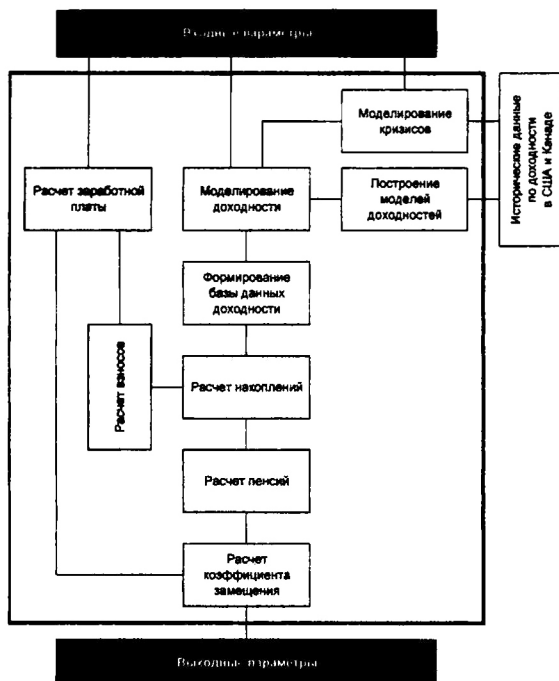 Входные параметры
Моделирование
кризисов
Исторические данные
по доходности
в США и Канаде
Расчет заработной
платы
Моделирование
доходности
Построение
моделей
доходностей
Формирование
базы данных
доходности
Расчет взносов
Расчет накоплений
Расчет пенсий
Расчет
коэффициента
замещения
Выходные параметры